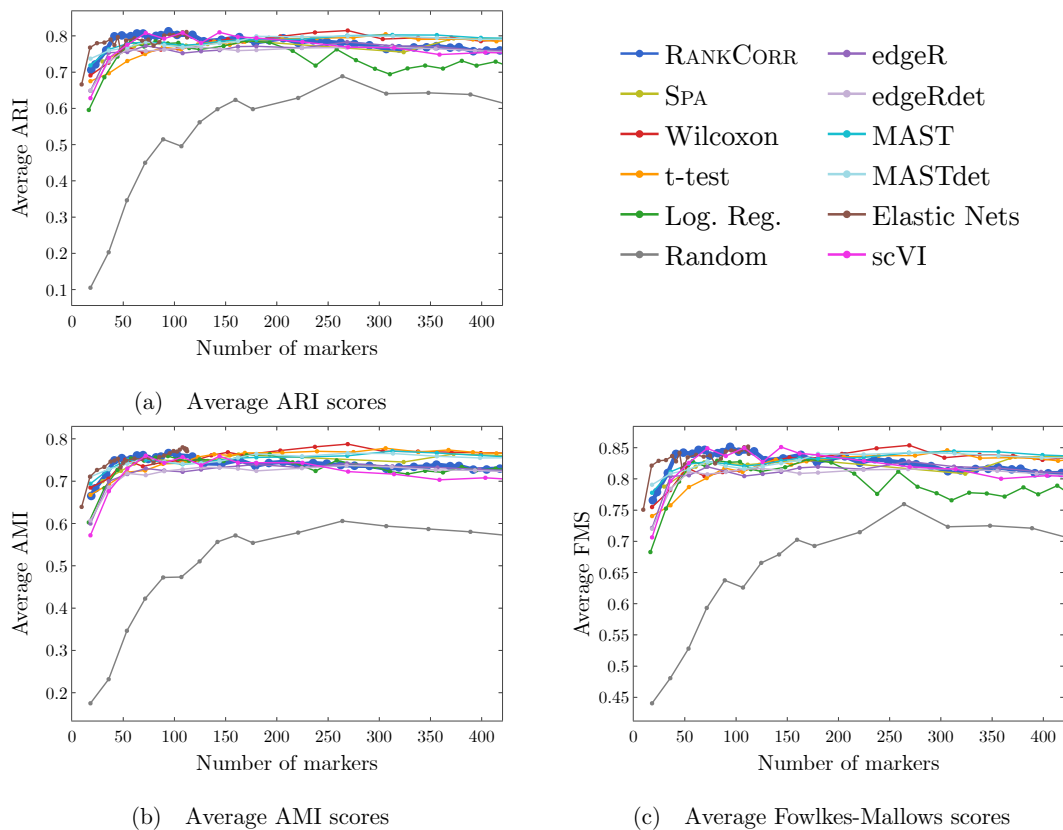 0.8
0.7
0.6
0.5
0.4
0.3
0.2
0.1
Average ARI
0 50 100 150 200 250 300 350 400
Number of markers
(a) Average ARI scores
RANKCORR
SPA
Wilcoxon
t-test
Log. Reg.
Random
edgeR
edgeRdet
MAST
MASTdet
Elastic Nets
scVI
0.8
0.7
0.6
0.5
0.4
0.3
0.2
Average AMI
0 50 100 150 200 250 300 350 400
Number of markers
(b) Average AMI scores
0.85
0.8
0.75
0.7
0.65
0.6
0.55
0.5
0.45
Average FMS
0 50 100 150 200 250 300 350 400
Number of markers
(c) Average Fowlkes-Mallows scores